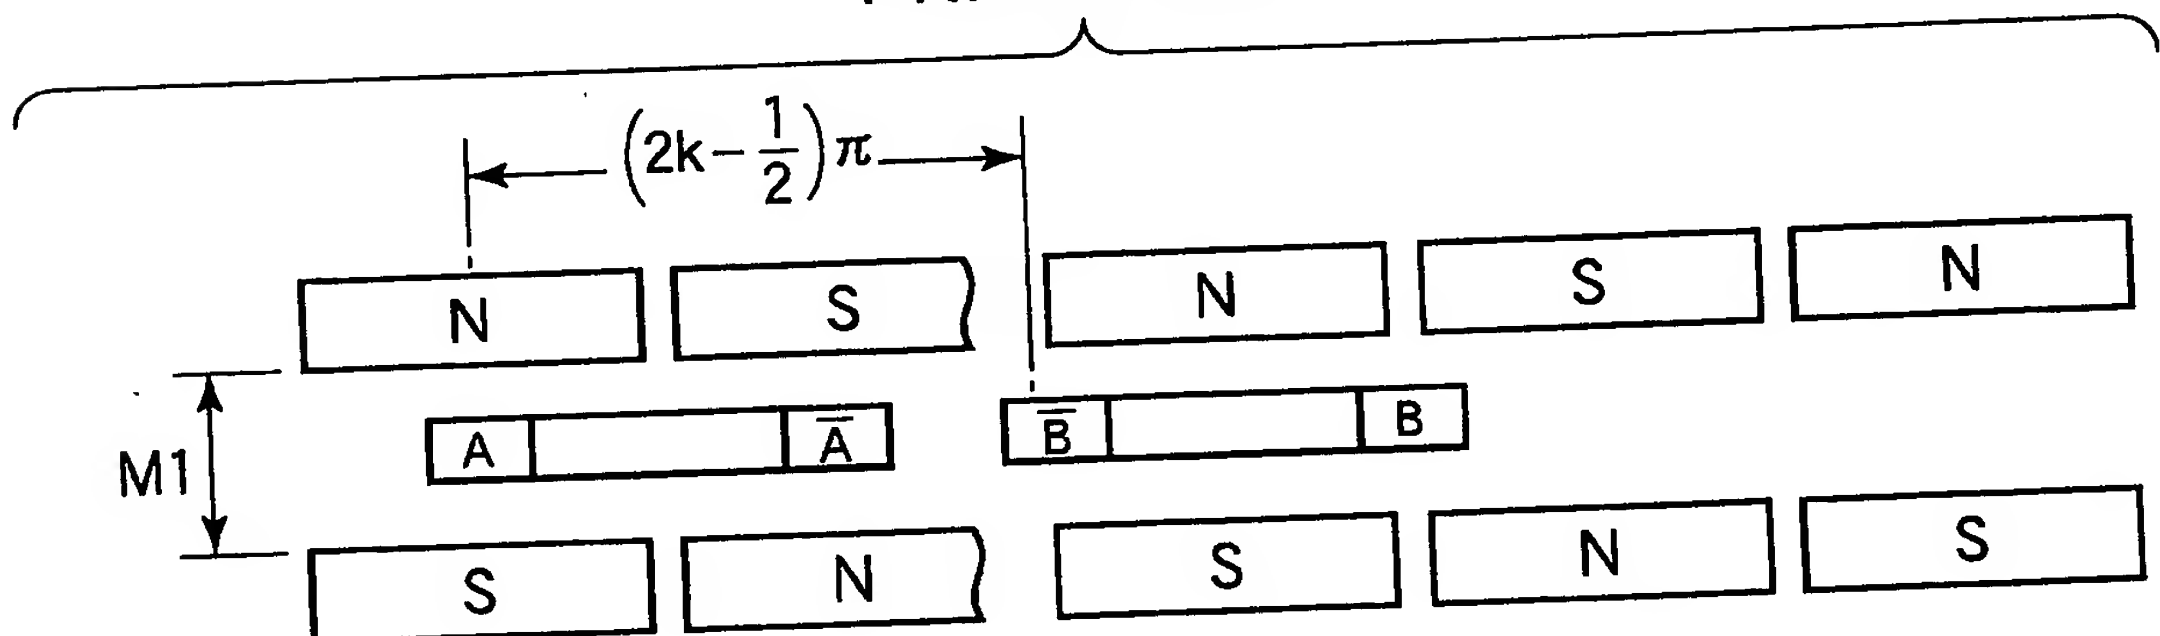 (2k−1/2)π
N S N S N
A A̅ B̅ B
M1
S N S N S